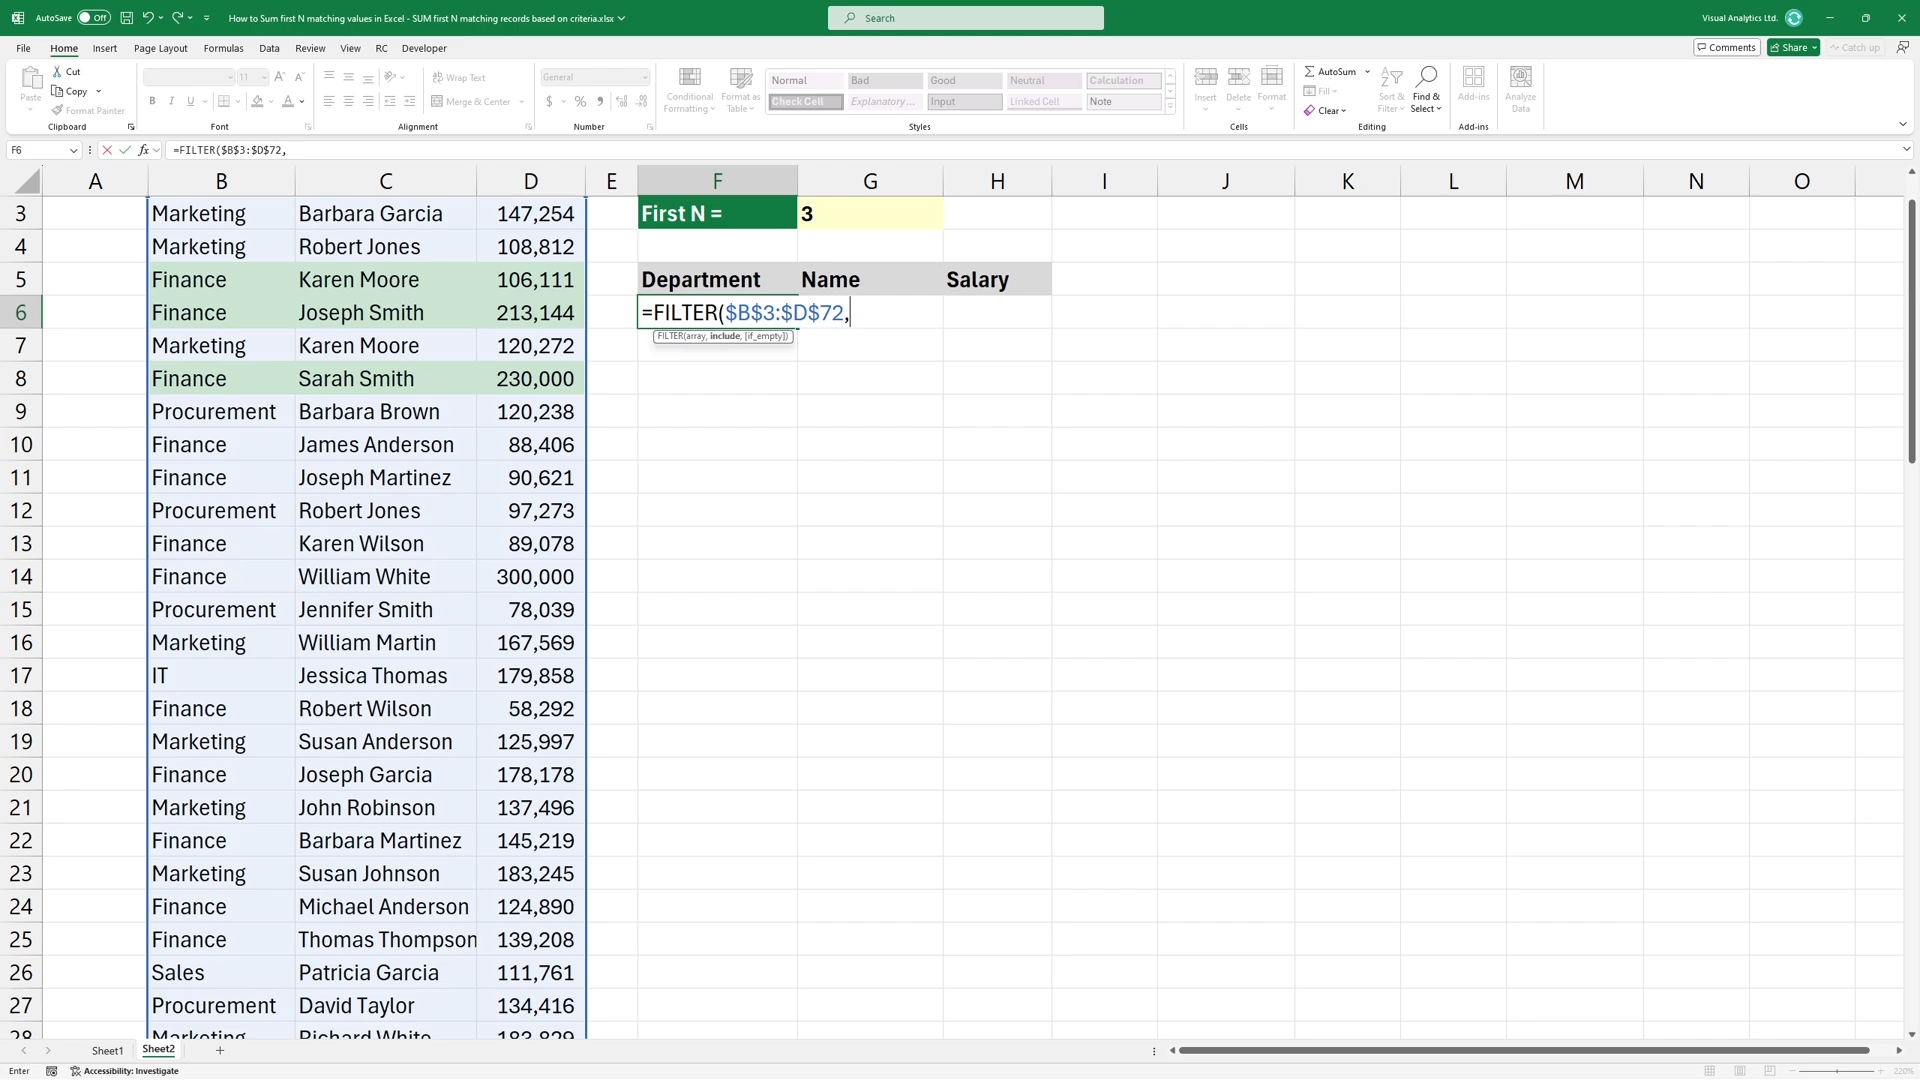 AutoSave Off How to Sum first N matching values in Excel - SUM first N matching records based on criteria.xlsx Search Visual Analytics Ltd.
File Home Insert Page Layout Formulas Data Review View RC Developer Comments Share Catch up
Paste Cut Copy Format Painter Clipboard
11 B I U A Font
Wrap Text Merge & Center Alignment
General $ % Number
Conditional Formatting Format as Table Normal Bad Good Neutral Calculation
Check Cell Explanatory... Input Linked Cell Note Styles
Insert Delete Format Cells
AutoSum Fill Clear Sort & Filter Find & Select Editing
Add-ins Add-ins
Analyze Data
F6 fx =FILTER($B$3:$D$72,
A B C D E F G H I J K L M N O
3 Marketing Barbara Garcia 147,254 First N = 3
4 Marketing Robert Jones 108,812
5 Finance Karen Moore 106,111 Department Name Salary
6 Finance Joseph Smith 213,144 =FILTER($B$3:$D$72,
FILTER(array, include, [if_empty])
7 Marketing Karen Moore 120,272
8 Finance Sarah Smith 230,000
9 Procurement Barbara Brown 120,238
10 Finance James Anderson 88,406
11 Finance Joseph Martinez 90,621
12 Procurement Robert Jones 97,273
13 Finance Karen Wilson 89,078
14 Finance William White 300,000
15 Procurement Jennifer Smith 78,039
16 Marketing William Martin 167,569
17 IT Jessica Thomas 179,858
18 Finance Robert Wilson 58,292
19 Marketing Susan Anderson 125,997
20 Finance Joseph Garcia 178,178
21 Marketing John Robinson 137,496
22 Finance Barbara Martinez 145,219
23 Marketing Susan Johnson 183,245
24 Finance Michael Anderson 124,890
25 Finance Thomas Thompson 139,208
26 Sales Patricia Garcia 111,761
27 Procurement David Taylor 134,416
28 Marketing Richard White 183,829
Sheet1 Sheet2
Enter Accessibility: Investigate 220%